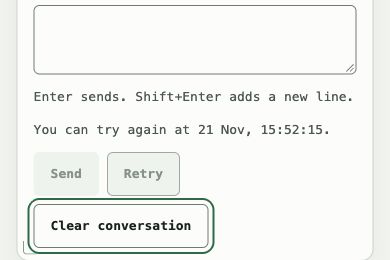 Enter sends. Shift+Enter adds a new line.
You can try again at 21 Nov, 15:52:15.
Send
Retry
Clear conversation